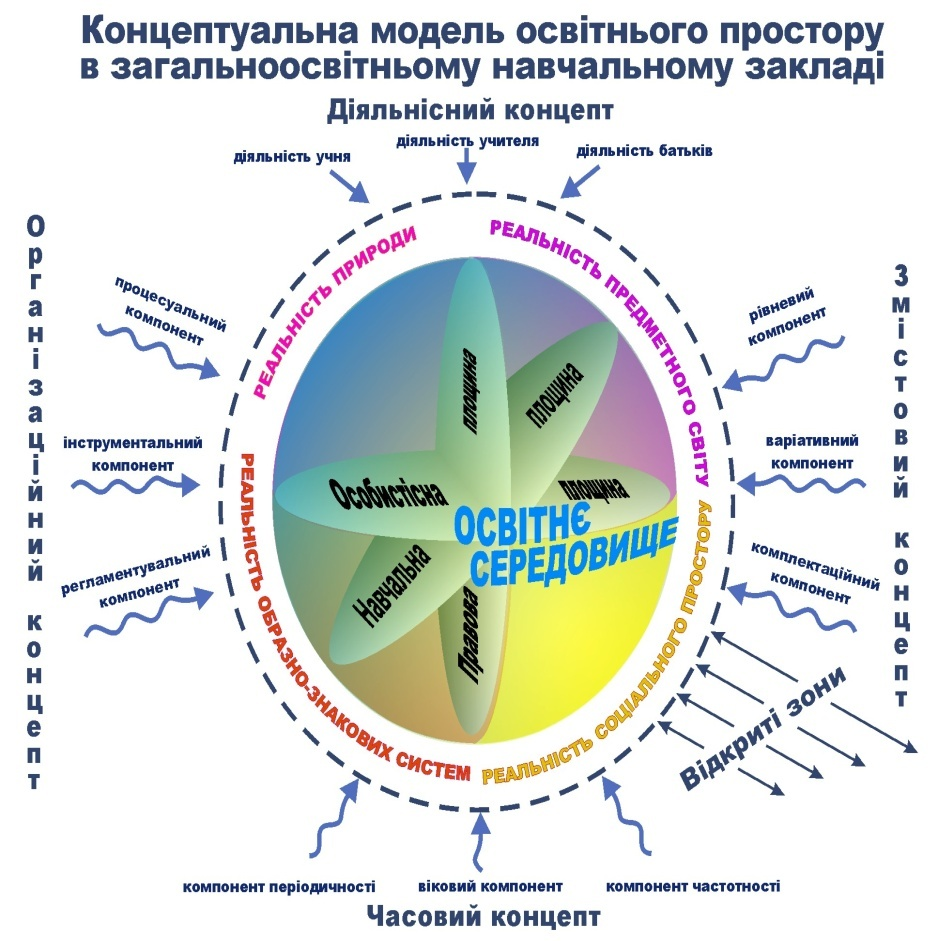 Концептуальна модель освітнього простору
в загальноосвітньому навчальному закладі
Діяльнісний концепт
діяльність учня
діяльність учителя
діяльність батьків
Організаційний концепт
процесуальний
компонент
інструментальний
компонент
регламентувальний
компонент
РЕАЛЬНІСТЬ ПРИРОДИ
РЕАЛЬНІСТЬ ПРЕДМЕТНОГО СВІТУ
РЕАЛЬНІСТЬ ОБРАЗНО-ЗНАКОВИХ СИСТЕМ
РЕАЛЬНІСТЬ СОЦІАЛЬНОГО ПРОСТОРУ
площина
площина
Особистісна
площина
ОСВІТНЄ
СЕРЕДОВИЩЕ
Навчальна
Правова
Змістовий концепт
рівневий
компонент
варіативний
компонент
комплектаційний
компонент
Відкриті зони
компонент періодичності
віковий компонент
компонент частотності
Часовий концепт